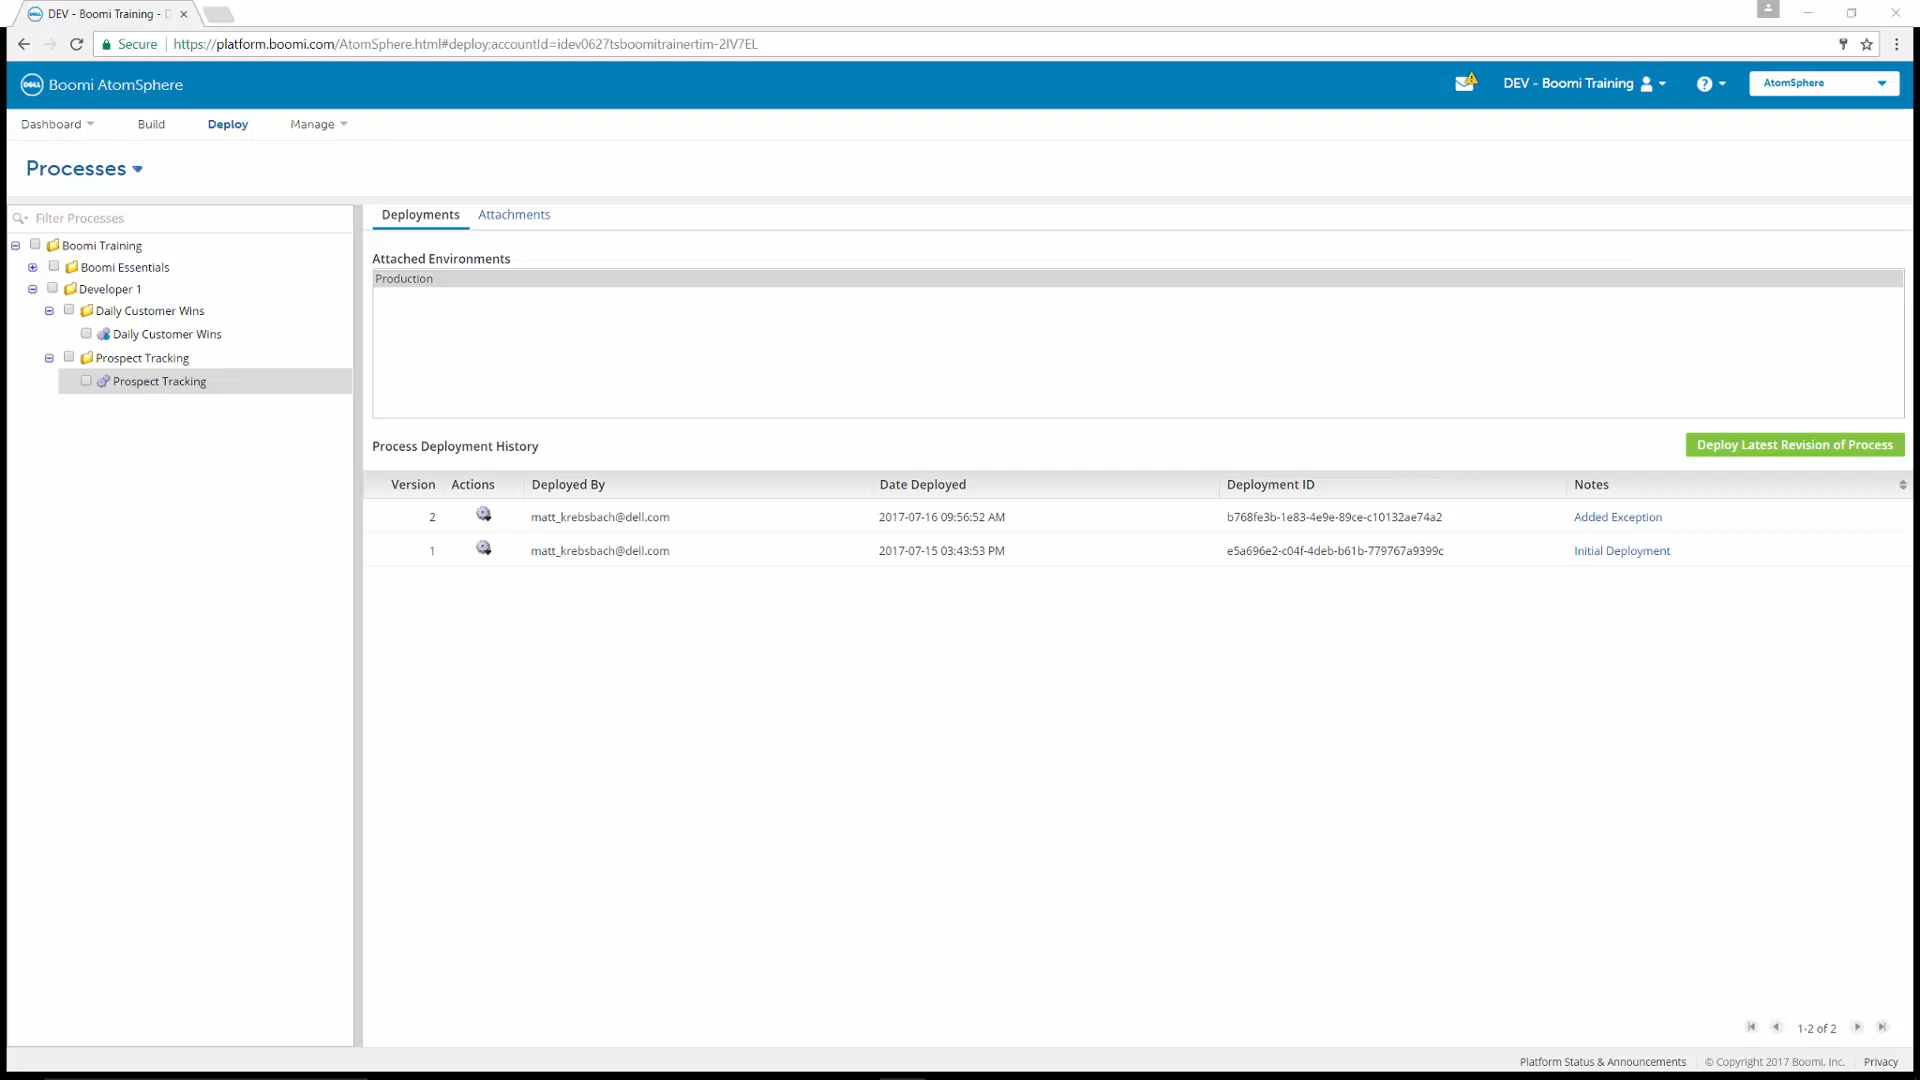 DEV - Boomi Training - D
Secure https://platform.boomi.com/AtomSphere.html#deploy;accountId=idev0627tsboomitrainertim-2IV7EL
DELL Boomi AtomSphere
DEV - Boomi Training
?
AtomSphere
Dashboard Build Deploy Manage
Processes
Filter Processes
Boomi Training
Boomi Essentials
Developer 1
Daily Customer Wins
Daily Customer Wins
Prospect Tracking
Prospect Tracking
Deployments Attachments
Attached Environments
Production
Process Deployment History
Deploy Latest Revision of Process
Version Actions Deployed By Date Deployed Deployment ID Notes
2 matt_krebsbach@dell.com 2017-07-16 09:56:52 AM b768fe3b-1e83-4e9e-89ce-c10132ae74a2 Added Exception
1 matt_krebsbach@dell.com 2017-07-15 03:43:53 PM e5a696e2-c04f-4deb-b61b-779767a9399c Initial Deployment
1-2 of 2
Platform Status & Announcements © Copyright 2017 Boomi, Inc. Privacy